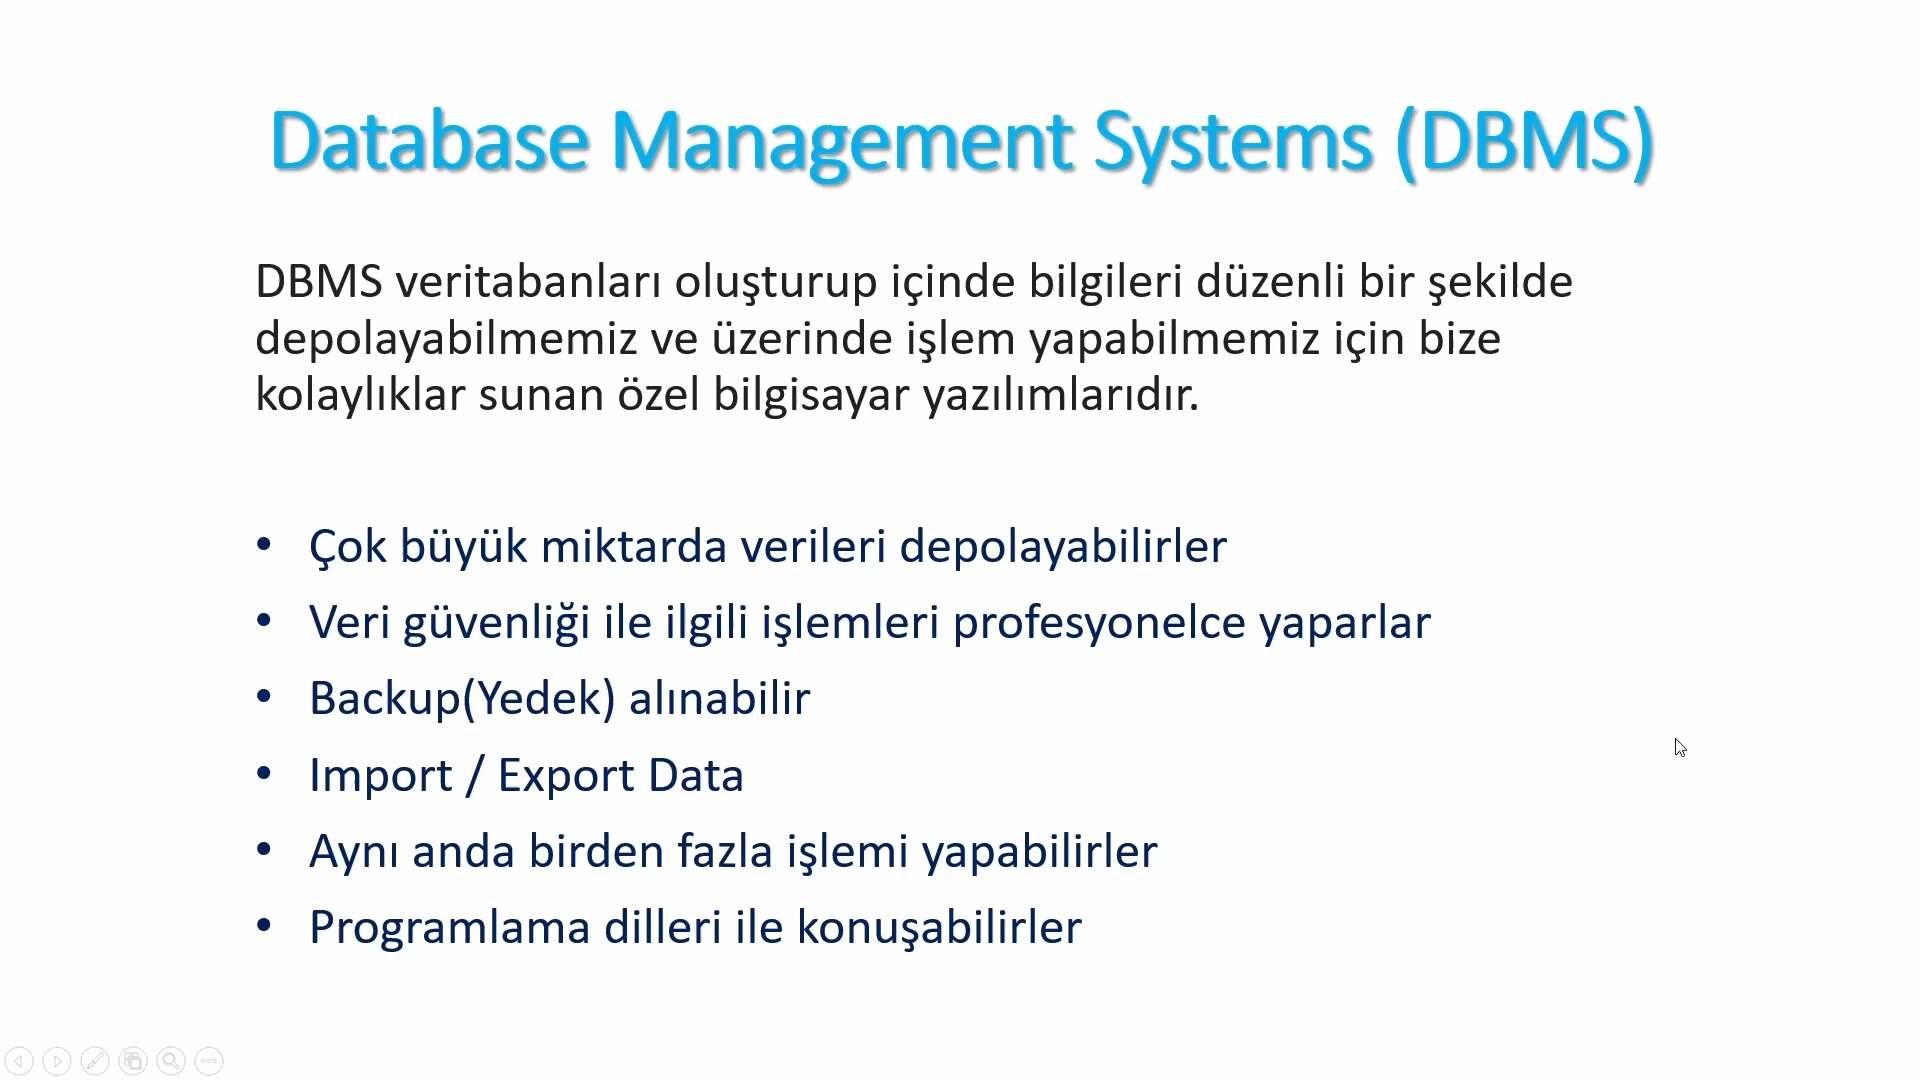 Database Management Systems (DBMS)
DBMS veritabanları oluşturup içinde bilgileri düzenli bir şekilde
depolayabilmemiz ve üzerinde işlem yapabilmemiz için bize
kolaylıklar sunan özel bilgisayar yazılımlarıdır.
• Çok büyük miktarda verileri depolayabilirler
• Veri güvenliği ile ilgili işlemleri profesyonelce yaparlar
• Backup(Yedek) alınabilir
• Import / Export Data
• Aynı anda birden fazla işlemi yapabilirler
• Programlama dilleri ile konuşabilirler